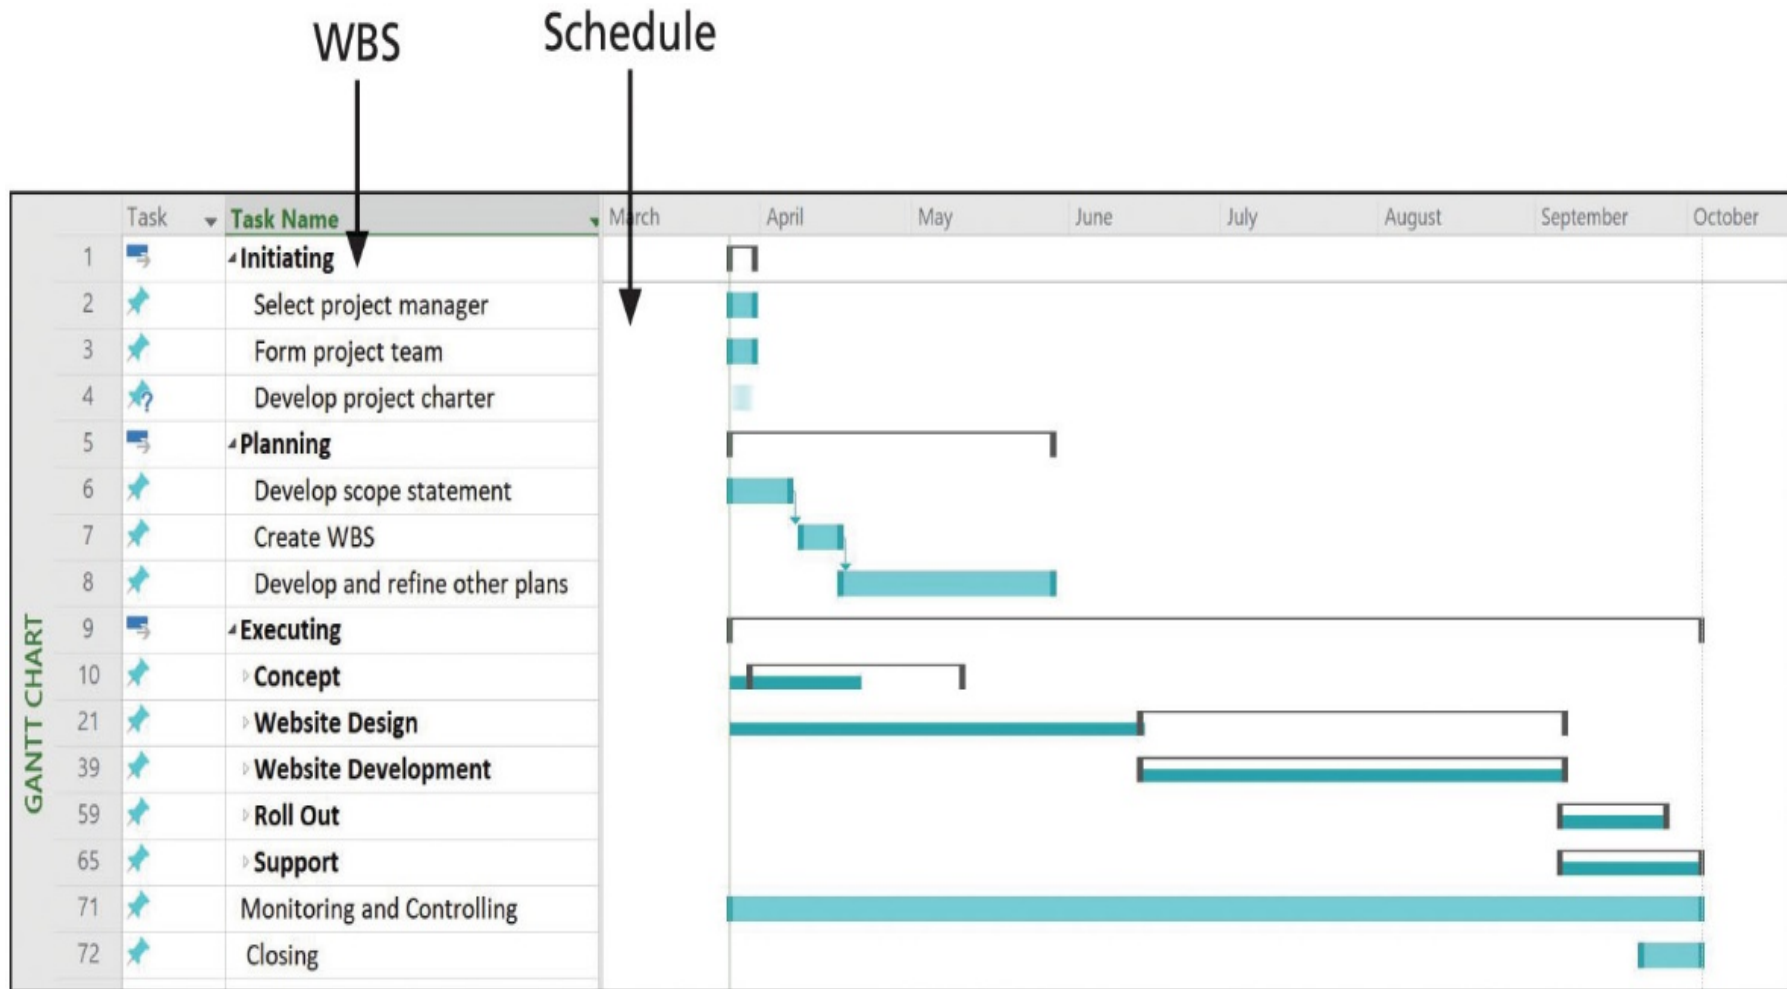 WBS Schedule
Task Task Name March April May June July August September October
1 Initiating
2 Select project manager
3 Form project team
4 ? Develop project charter
5 Planning
6 Develop scope statement
7 Create WBS
8 Develop and refine other plans
9 Executing
10 Concept
21 Website Design
39 Website Development
59 Roll Out
65 Support
71 Monitoring and Controlling
72 Closing
GANTT CHART